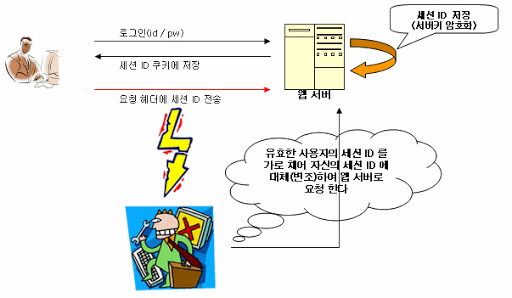 로그인(id / pw)
세션 ID 쿠키에 저장
요청 헤더에 세션 ID 전송
웹 서버
세션 ID 저장
(서버키 암호화)
유효한 사용자의 세션 ID 를
가로 채어 자신의 세션 ID 에
대체(변조)하여 웹 서버로
요청 한다